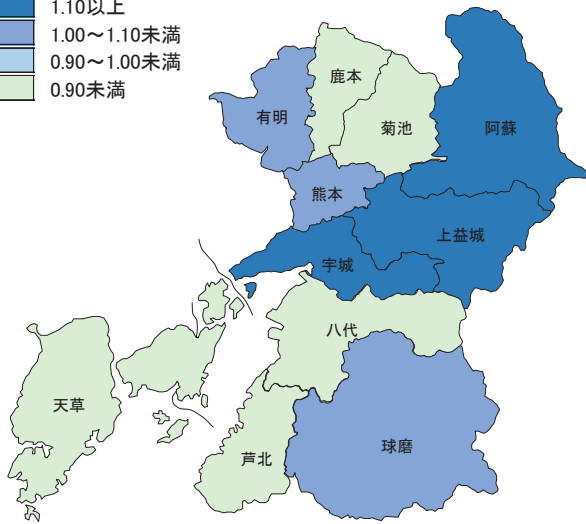 1.10以上
1.00～1.10未満
0.90～1.00未満
0.90未満
鹿本
有明
菊池
阿蘇
熊本
上益城
宇城
八代
天草
芦北
球磨